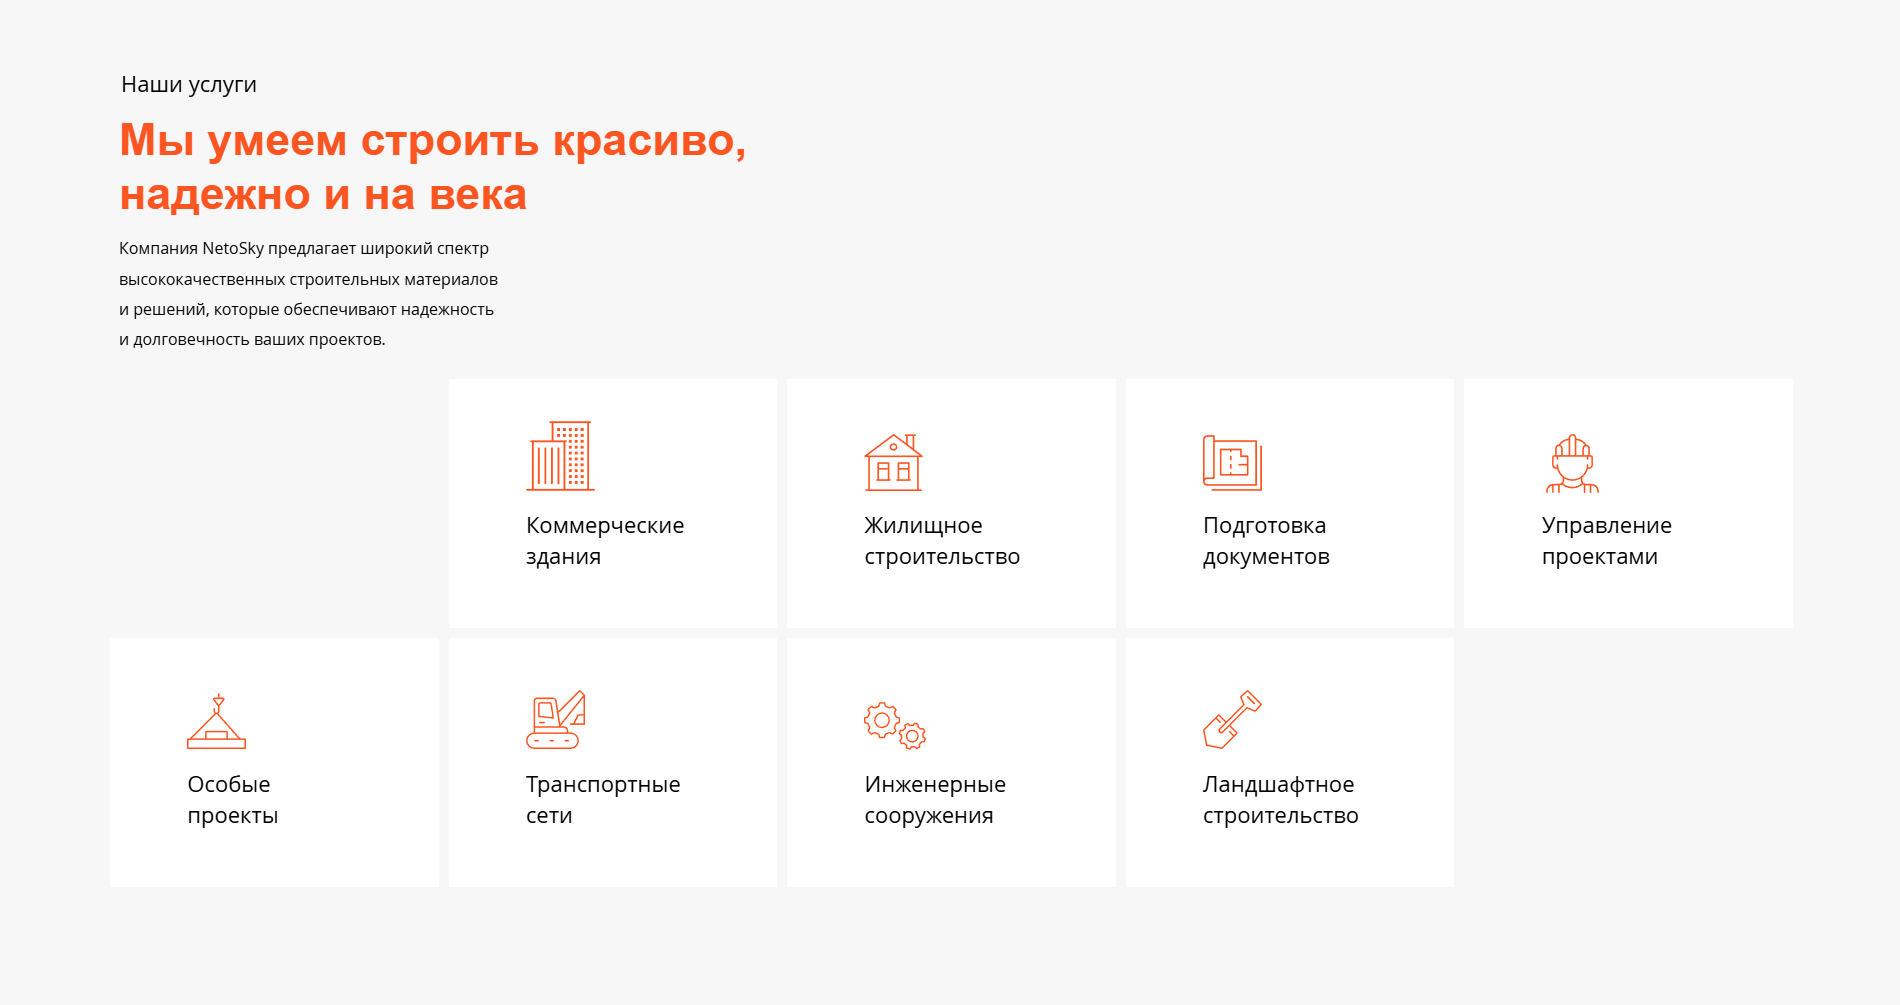 Наши услуги
Мы умеем строить красиво,
надежно и на века
Компания NetoSky предлагает широкий спектр
высококачественных строительных материалов
и решений, которые обеспечивают надежность
и долговечность ваших проектов.
Коммерческие
здания
Жилищное
строительство
Подготовка
документов
Управление
проектами
Особые
проекты
Транспортные
сети
Инженерные
сооружения
Ландшафтное
строительство